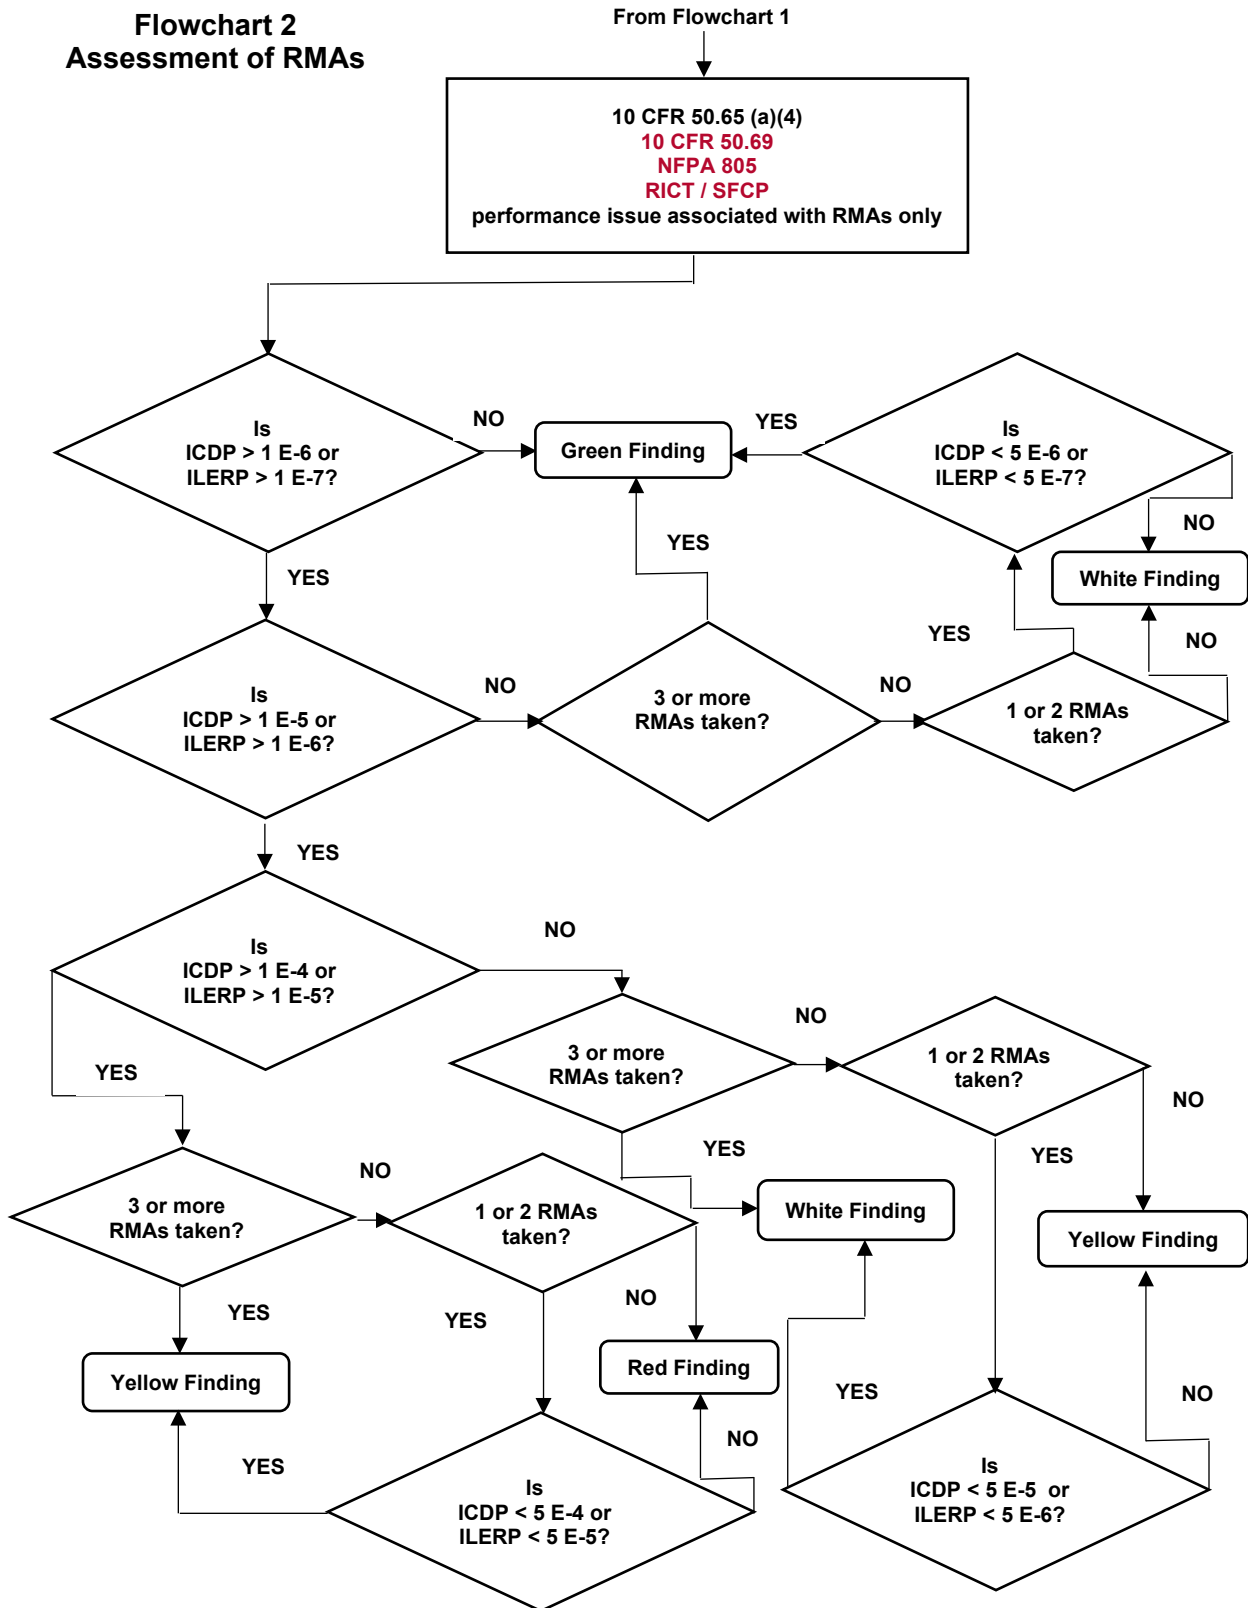 Flowchart 2
Assessment of RMAs
From Flowchart 1
10 CFR 50.65 (a)(4)
10 CFR 50.69
NFPA 805
RICT / SFCP
performance issue associated with RMAs only
Is
ICDP > 1 E-6 or
ILERP > 1 E-7?
NO
Green Finding
YES
Is
ICDP < 5 E-6 or
ILERP < 5 E-7?
NO
White Finding
YES
YES
YES
NO
Is
ICDP > 1 E-5 or
ILERP > 1 E-6?
NO
3 or more
RMAs taken?
NO
1 or 2 RMAs
taken?
YES
Is
ICDP > 1 E-4 or
ILERP > 1 E-5?
NO
YES
3 or more
RMAs taken?
NO
1 or 2 RMAs
taken?
NO
YES
YES
3 or more
RMAs taken?
NO
1 or 2 RMAs
taken?
White Finding
Yellow Finding
YES
YES
NO
Yellow Finding
Red Finding
YES
NO
YES
NO
Is
ICDP < 5 E-4 or
ILERP < 5 E-5?
Is
ICDP < 5 E-5 or
ILERP < 5 E-6?